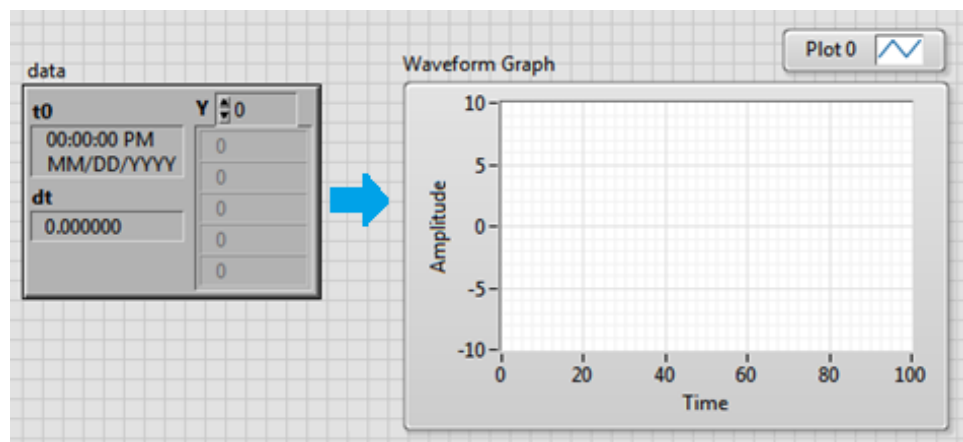 data
t0
00:00:00 PM
MM/DD/YYYY
dt
0.000000
Y 0
0
0
0
0
0
Waveform Graph
Plot 0
Amplitude
10
5
0
-5
-10
0 20 40 60 80 100
Time